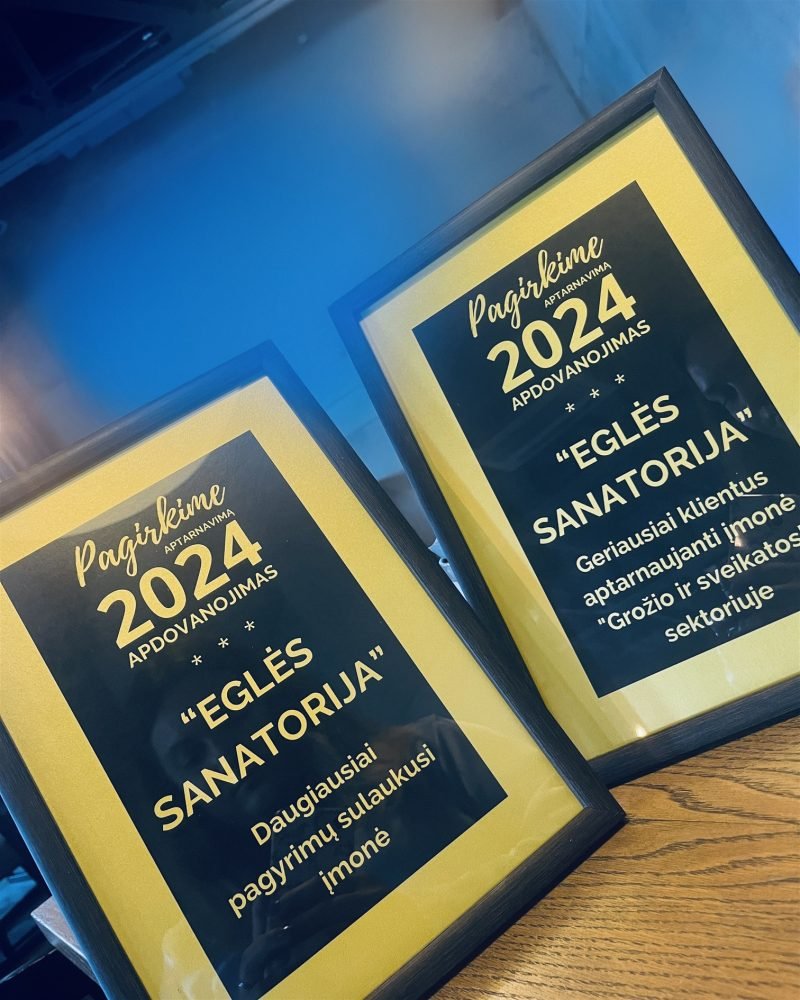 Pagirkime
APTARNAVIMĄ
2024
APDOVANOJIMAS
* * *
“EGLĖS
SANATORIJA”
Daugiausiai
pagyrimų sulaukusi
įmonė
Pagirkime
APTARNAVIMĄ
2024
APDOVANOJIMAS
* * *
“EGLĖS
SANATORIJA”
Geriausiai klientus
aptarnaujanti įmonė
“Grožio ir sveikatos"
sektoriuje